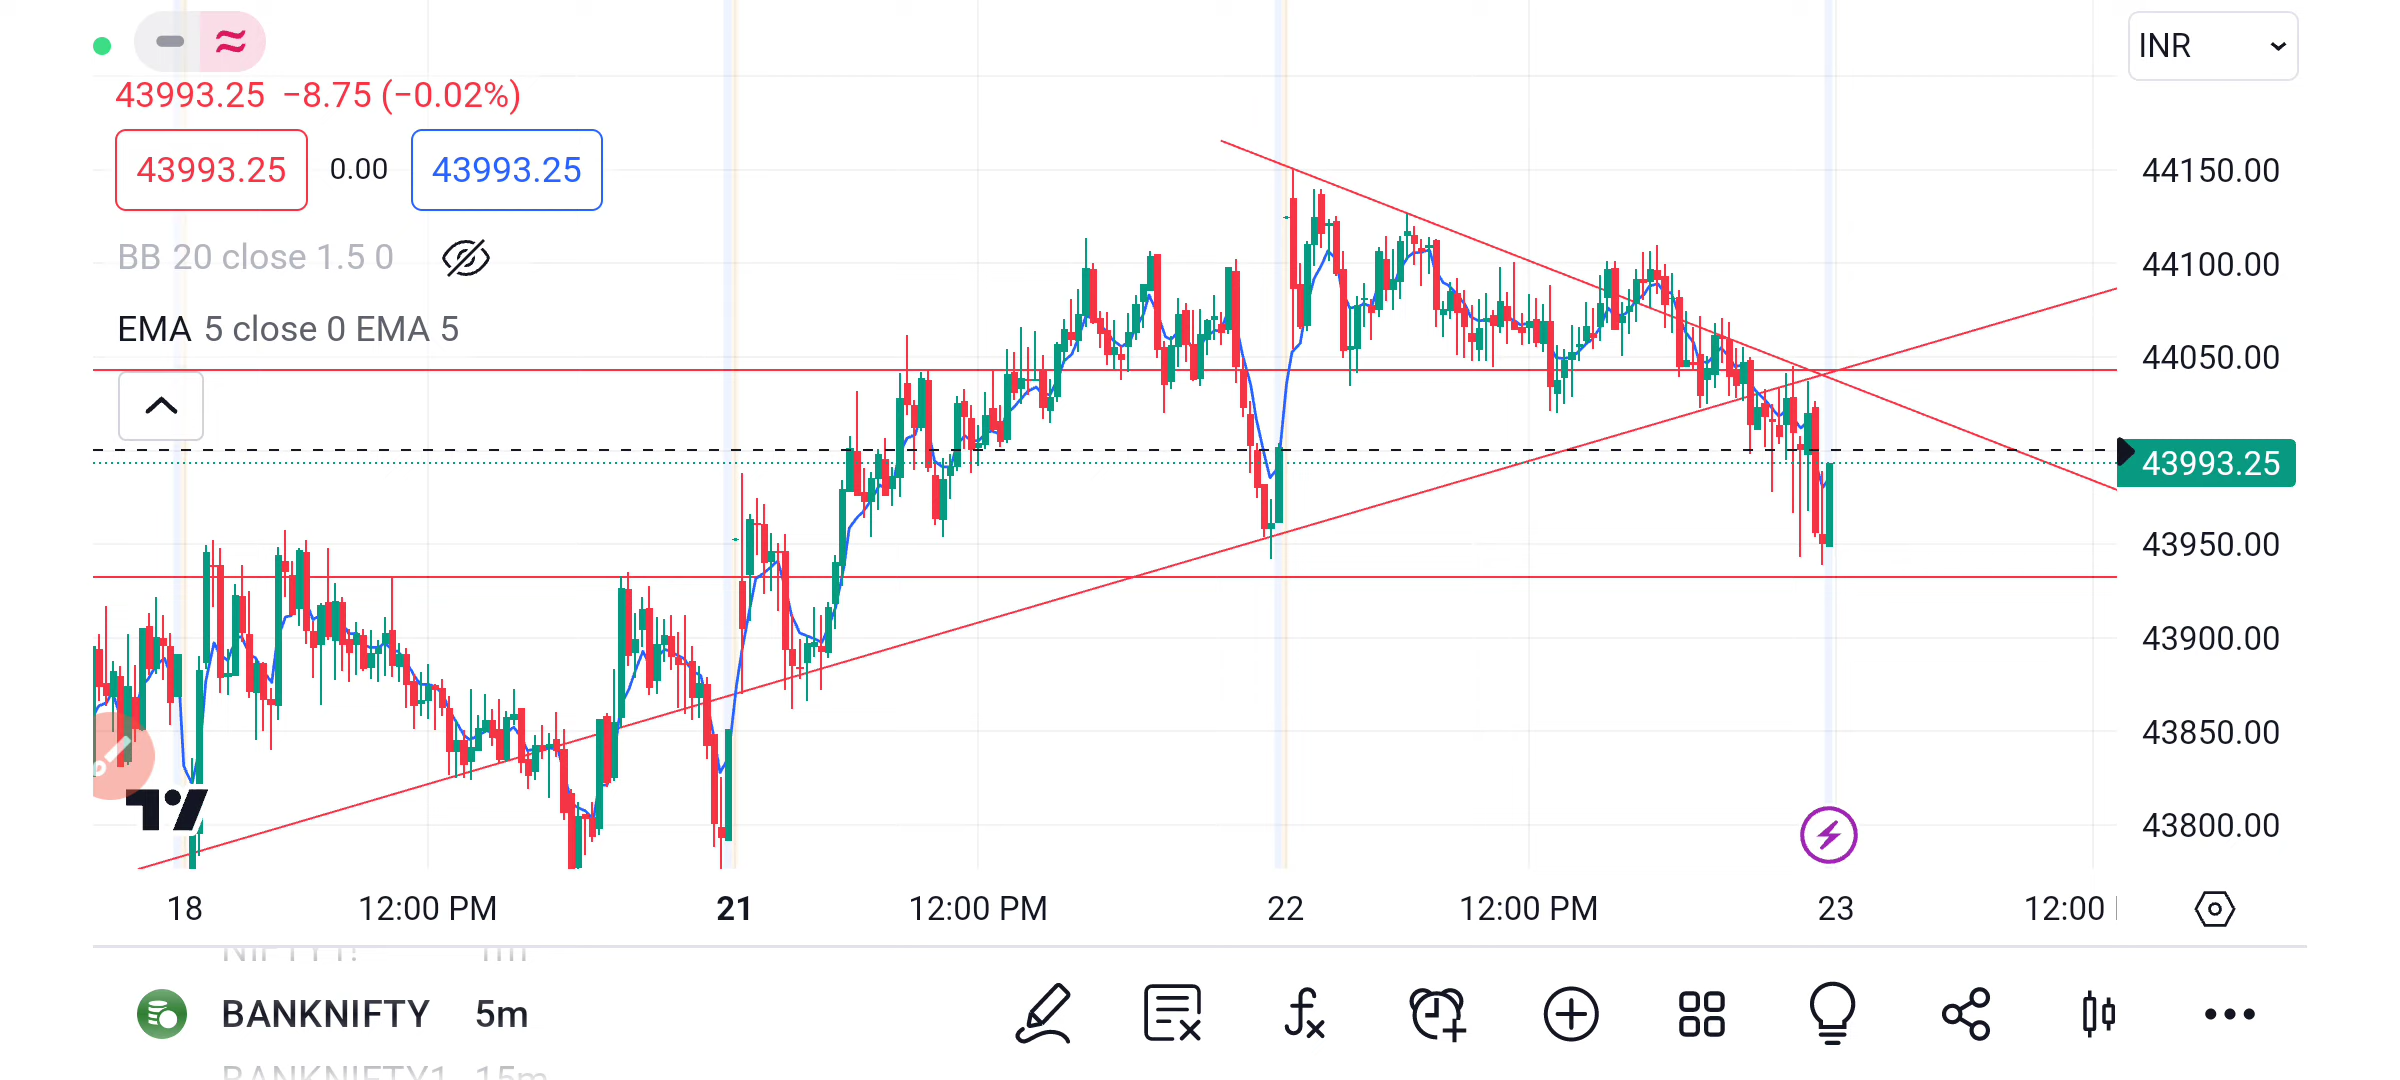 INR
43993.25 −8.75 (−0.02%)
43993.25 0.00 43993.25
BB 20 close 1.5 0
EMA 5 close 0 EMA 5
44150.00
44100.00
44050.00
43993.25
43950.00
43900.00
43850.00
43800.00
18 12:00 PM 21 12:00 PM 22 12:00 PM 23 12:00
BANKNIFTY 5m
BANKNIFTY1 15m